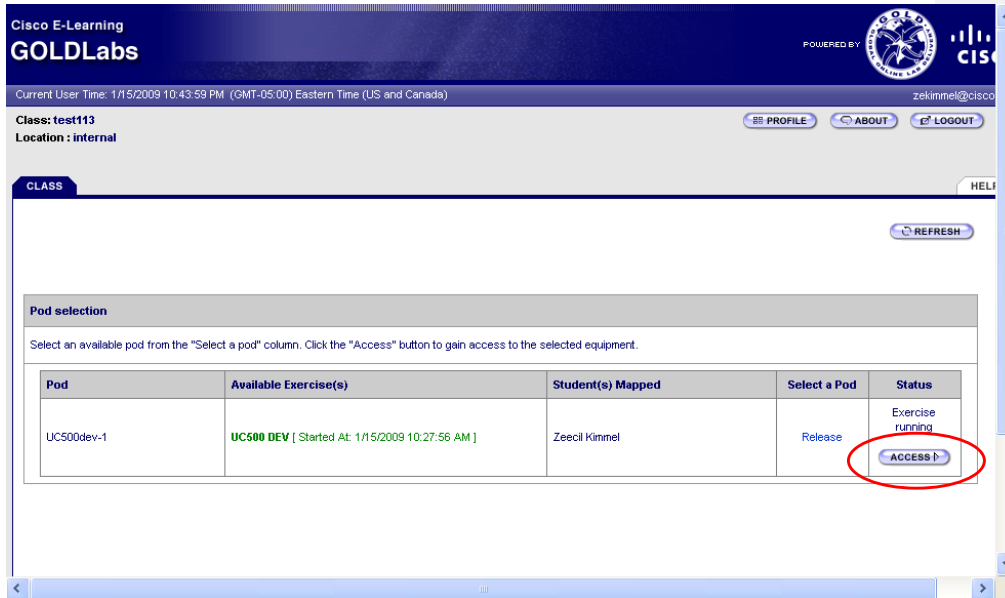 Cisco E-Learning
GOLDLabs
POWERED BY
Current User Time: 1/15/2009 10:43:59 PM (GMT-05:00) Eastern Time (US and Canada)
zekimmel@cisco
Class: test113
Location : internal
PROFILE
ABOUT
LOGOUT
CLASS
HELP
REFRESH
Pod selection
Select an available pod from the "Select a pod" column. Click the "Access" button to gain access to the selected equipment.
Pod Available Exercise(s) Student(s) Mapped Select a Pod Status
UC500dev-1 UC500 DEV [ Started At: 1/15/2009 10:27:56 AM ] Zeecil Kimmel Release Exercise
running
ACCESS